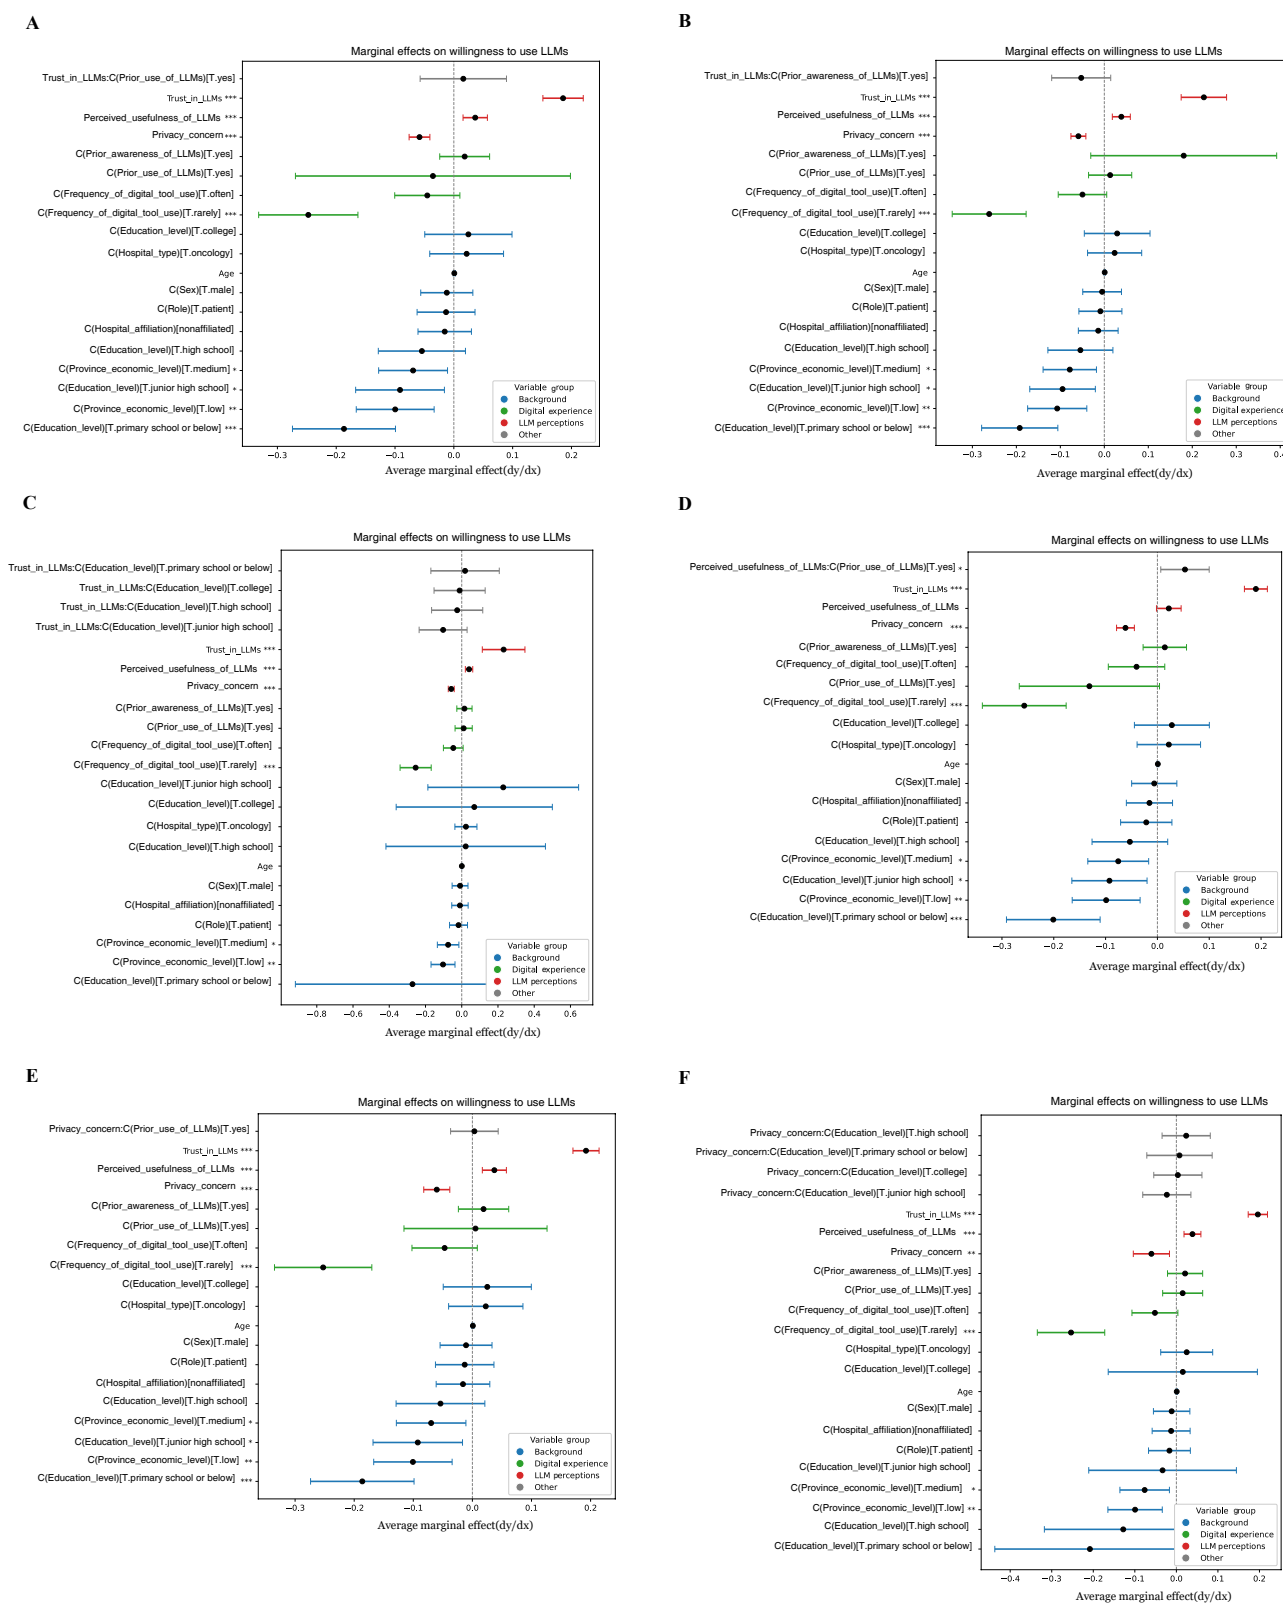 A
Marginal effects on willingness to use LLMs
Trust_in_LLMs:C(Prior_use_of_LLMs)[T.yes]
Trust_in_LLMs ***
Perceived_usefulness_of_LLMs ***
Privacy_concern ***
C(Prior_awareness_of_LLMs)[T.yes]
C(Prior_use_of_LLMs)[T.yes]
C(Frequency_of_digital_tool_use)[T.often]
C(Frequency_of_digital_tool_use)[T.rarely] ***
C(Education_level)[T.college]
C(Hospital_type)[T.oncology]
Age
C(Sex)[T.male]
C(Role)[T.patient]
C(Hospital_affiliation)[nonaffiliated]
C(Education_level)[T.high school]
C(Province_economic_level)[T.medium] *
C(Education_level)[T.junior high school] *
C(Province_economic_level)[T.low] **
C(Education_level)[T.primary school or below] ***
Variable group
Background
Digital experience
LLM perceptions
Other
−0.3 −0.2 −0.1 0.0 0.1 0.2
Average marginal effect(dy/dx)
B
Marginal effects on willingness to use LLMs
Trust_in_LLMs:C(Prior_awareness_of_LLMs)[T.yes]
Trust_in_LLMs ***
Perceived_usefulness_of_LLMs ***
Privacy_concern ***
C(Prior_awareness_of_LLMs)[T.yes]
C(Prior_use_of_LLMs)[T.yes]
C(Frequency_of_digital_tool_use)[T.often]
C(Frequency_of_digital_tool_use)[T.rarely] ***
C(Education_level)[T.college]
C(Hospital_type)[T.oncology]
Age
C(Sex)[T.male]
C(Role)[T.patient]
C(Hospital_affiliation)[nonaffiliated]
C(Education_level)[T.high school]
C(Province_economic_level)[T.medium] *
C(Education_level)[T.junior high school] *
C(Province_economic_level)[T.low] **
C(Education_level)[T.primary school or below] ***
Variable group
Background
Digital experience
LLM perceptions
Other
−0.3 −0.2 −0.1 0.0 0.1 0.2 0.3 0.4
Average marginal effect(dy/dx)
C
Marginal effects on willingness to use LLMs
Trust_in_LLMs:C(Education_level)[T.primary school or below]
Trust_in_LLMs:C(Education_level)[T.college]
Trust_in_LLMs:C(Education_level)[T.high school]
Trust_in_LLMs:C(Education_level)[T.junior high school]
Trust_in_LLMs ***
Perceived_usefulness_of_LLMs ***
Privacy_concern ***
C(Prior_awareness_of_LLMs)[T.yes]
C(Prior_use_of_LLMs)[T.yes]
C(Frequency_of_digital_tool_use)[T.often]
C(Frequency_of_digital_tool_use)[T.rarely] ***
C(Education_level)[T.junior high school]
C(Education_level)[T.college]
C(Hospital_type)[T.oncology]
C(Education_level)[T.high school]
Age
C(Sex)[T.male]
C(Hospital_affiliation)[nonaffiliated]
C(Role)[T.patient]
C(Province_economic_level)[T.medium] *
C(Province_economic_level)[T.low] **
C(Education_level)[T.primary school or below]
Variable group
Background
Digital experience
LLM perceptions
Other
−0.8 −0.6 −0.4 −0.2 0.0 0.2 0.4 0.6
Average marginal effect(dy/dx)
D
Marginal effects on willingness to use LLMs
Perceived_usefulness_of_LLMs:C(Prior_use_of_LLMs)[T.yes] *
Trust_in_LLMs ***
Perceived_usefulness_of_LLMs
Privacy_concern ***
C(Prior_awareness_of_LLMs)[T.yes]
C(Frequency_of_digital_tool_use)[T.often]
C(Prior_use_of_LLMs)[T.yes]
C(Frequency_of_digital_tool_use)[T.rarely] ***
C(Education_level)[T.college]
C(Hospital_type)[T.oncology]
Age
C(Sex)[T.male]
C(Hospital_affiliation)[nonaffiliated]
C(Role)[T.patient]
C(Education_level)[T.high school]
C(Province_economic_level)[T.medium] *
C(Education_level)[T.junior high school] *
C(Province_economic_level)[T.low] **
C(Education_level)[T.primary school or below] ***
Variable group
Background
Digital experience
LLM perceptions
Other
−0.3 −0.2 −0.1 0.0 0.1 0.2
Average marginal effect(dy/dx)
E
Marginal effects on willingness to use LLMs
Privacy_concern:C(Prior_use_of_LLMs)[T.yes]
Trust_in_LLMs ***
Perceived_usefulness_of_LLMs ***
Privacy_concern ***
C(Prior_awareness_of_LLMs)[T.yes]
C(Prior_use_of_LLMs)[T.yes]
C(Frequency_of_digital_tool_use)[T.often]
C(Frequency_of_digital_tool_use)[T.rarely] ***
C(Education_level)[T.college]
C(Hospital_type)[T.oncology]
Age
C(Sex)[T.male]
C(Role)[T.patient]
C(Hospital_affiliation)[nonaffiliated]
C(Education_level)[T.high school]
C(Province_economic_level)[T.medium] *
C(Education_level)[T.junior high school] *
C(Province_economic_level)[T.low] **
C(Education_level)[T.primary school or below] ***
Variable group
Background
Digital experience
LLM perceptions
Other
−0.3 −0.2 −0.1 0.0 0.1 0.2
Average marginal effect(dy/dx)
F
Marginal effects on willingness to use LLMs
Privacy_concern:C(Education_level)[T.high school]
Privacy_concern:C(Education_level)[T.primary school or below]
Privacy_concern:C(Education_level)[T.college]
Privacy_concern:C(Education_level)[T.junior high school]
Trust_in_LLMs ***
Perceived_usefulness_of_LLMs ***
Privacy_concern **
C(Prior_awareness_of_LLMs)[T.yes]
C(Prior_use_of_LLMs)[T.yes]
C(Frequency_of_digital_tool_use)[T.often]
C(Frequency_of_digital_tool_use)[T.rarely] ***
C(Hospital_type)[T.oncology]
C(Education_level)[T.college]
Age
C(Sex)[T.male]
C(Hospital_affiliation)[nonaffiliated]
C(Role)[T.patient]
C(Education_level)[T.junior high school]
C(Province_economic_level)[T.medium] *
C(Province_economic_level)[T.low] **
C(Education_level)[T.high school]
C(Education_level)[T.primary school or below]
Variable group
Background
Digital experience
LLM perceptions
Other
−0.4 −0.3 −0.2 −0.1 0.0 0.1 0.2
Average marginal effect(dy/dx)